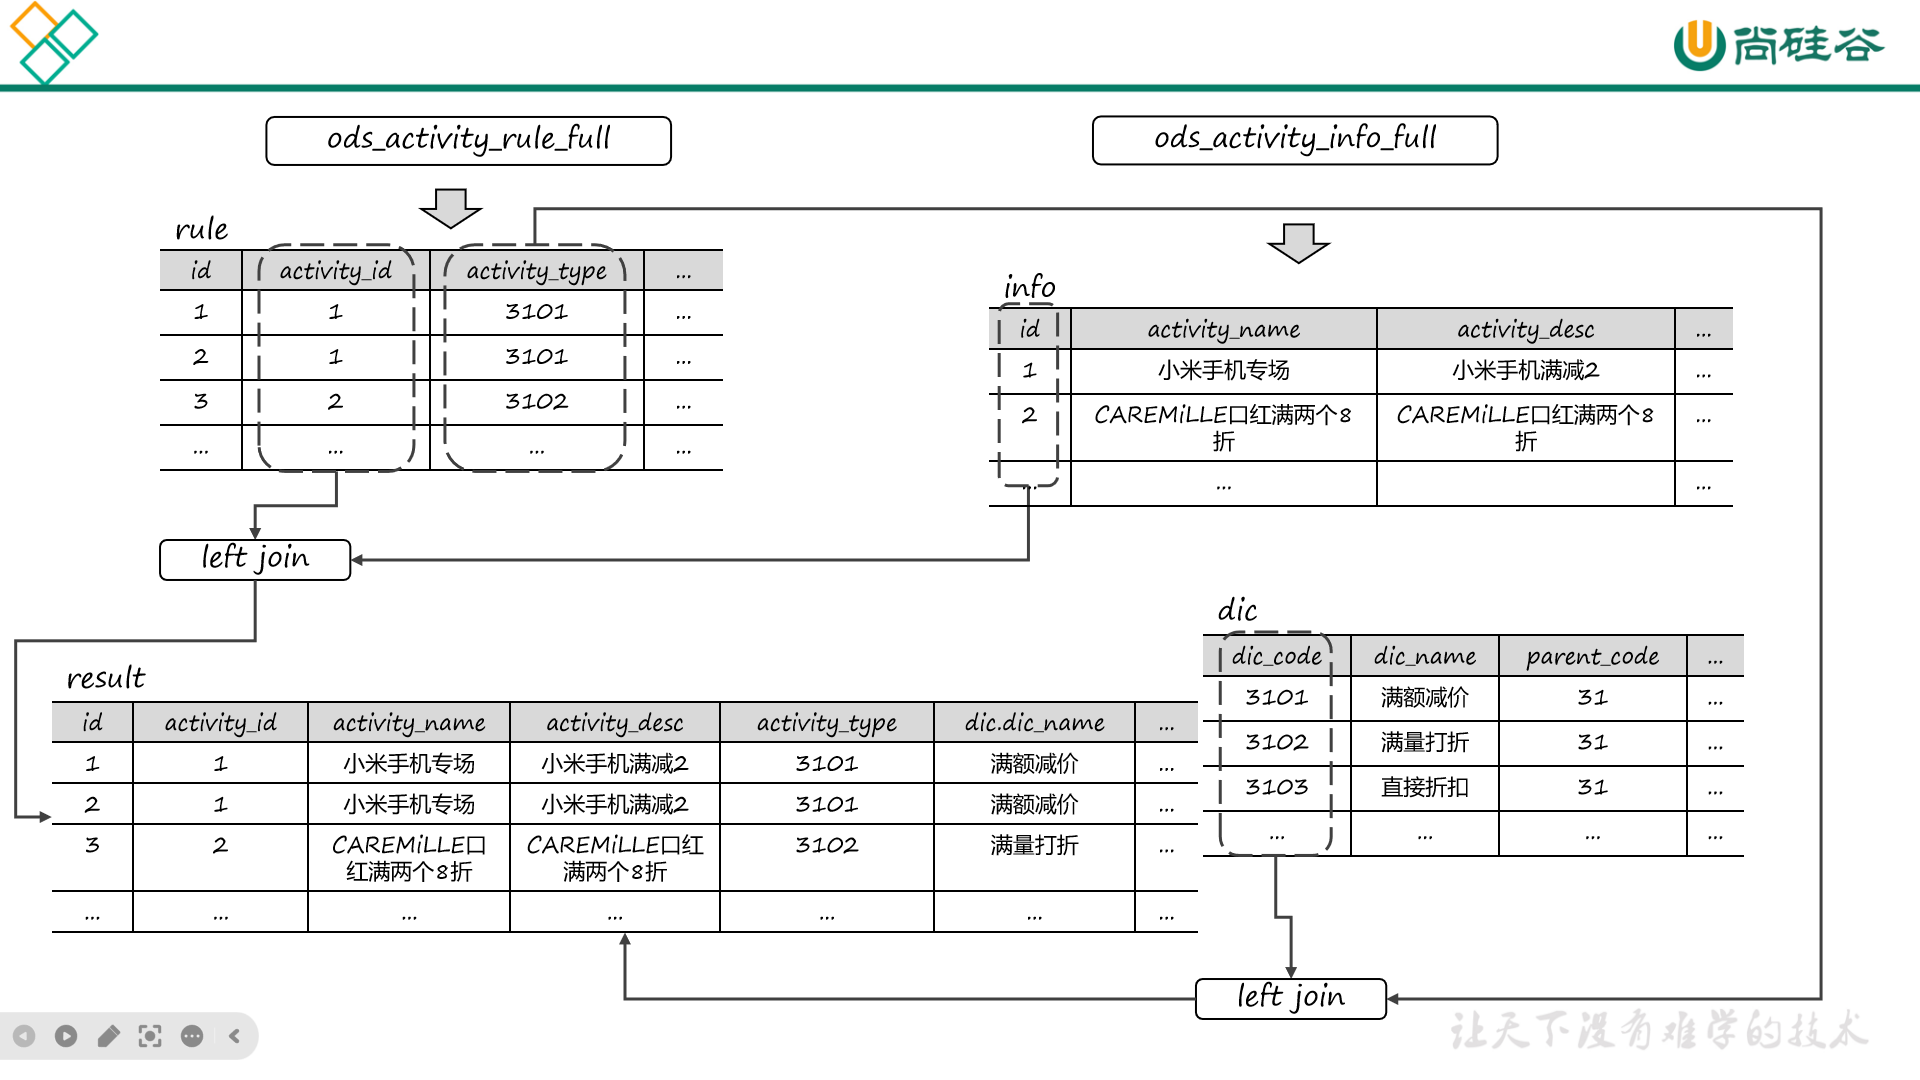 尚硅谷
ods_activity_rule_full
ods_activity_info_full
rule
id activity_id activity_type ...
1 1 3101 ...
2 1 3101 ...
3 2 3102 ...
... ... ... ...
info
id activity_name activity_desc ...
1 小米手机专场 小米手机满减2 ...
2 CAREMiLLE口红满两个8 CAREMiLLE口红满两个8 ...
折 折
... ... ...
left join
dic
dic_code dic_name parent_code ...
3101 满额减价 31 ...
3102 满量打折 31 ...
3103 直接折扣 31 ...
... ... ... ...
result
id activity_id activity_name activity_desc activity_type dic.dic_name ...
1 1 小米手机专场 小米手机满减2 3101 满额减价 ...
2 1 小米手机专场 小米手机满减2 3101 满额减价 ...
3 2 CAREMiLLE口 CAREMiLLE口红 3102 满量打折 ...
红满两个8折 满两个8折
... ... ... ... ... ... ...
left join
让天下没有难学的技术